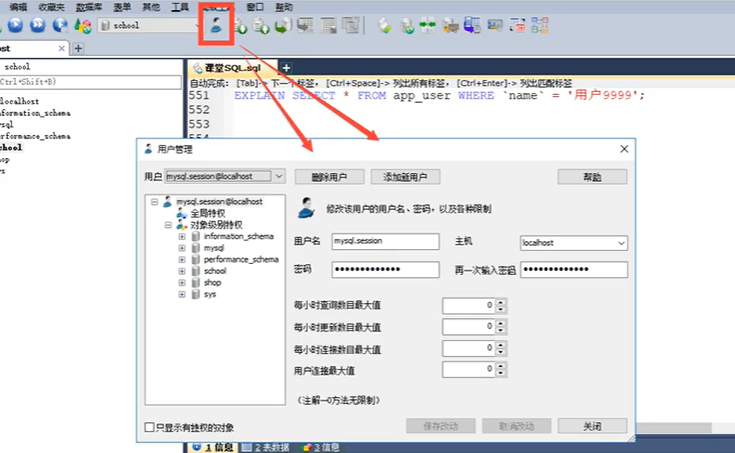 编辑 收藏夹 数据库 表单 其他 工具 窗口 帮助
school
ost
课堂SQL.sql
自动完成: [Tab]-> 下一个标签, [Ctrl+Space]-> 列出所有标签, [Ctrl+Enter]-> 列出匹配标签
school
Ctrl+Shift+B)
localhost
information_schema
mysql
performance_schema
school
shop
sys
551 EXPLAIN SELECT * FROM app_user WHERE `name` = '用户9999';
552
553
用户管理
用户 mysql.session@localhost
删除用户
添加新用户
帮助
mysql.session@localhost
全局特权
对象级别特权
information_schema
mysql
performance_schema
school
shop
sys
修改该用户的用户名、密码，以及各种限制
用户名 mysql.session 主机 localhost
密码 ●●●●●●●●●●●●● 再一次输入密码 ●●●●●●●●●●●●●
每小时查询数目最大值 0
每小时更新数目最大值 0
每小时连接数目最大值 0
用户连接最大值 0
(注解—0方法无限制)
只显示有授权的对象
保存改动
取消改动
关闭
1 信息 2 表数据 3 信息